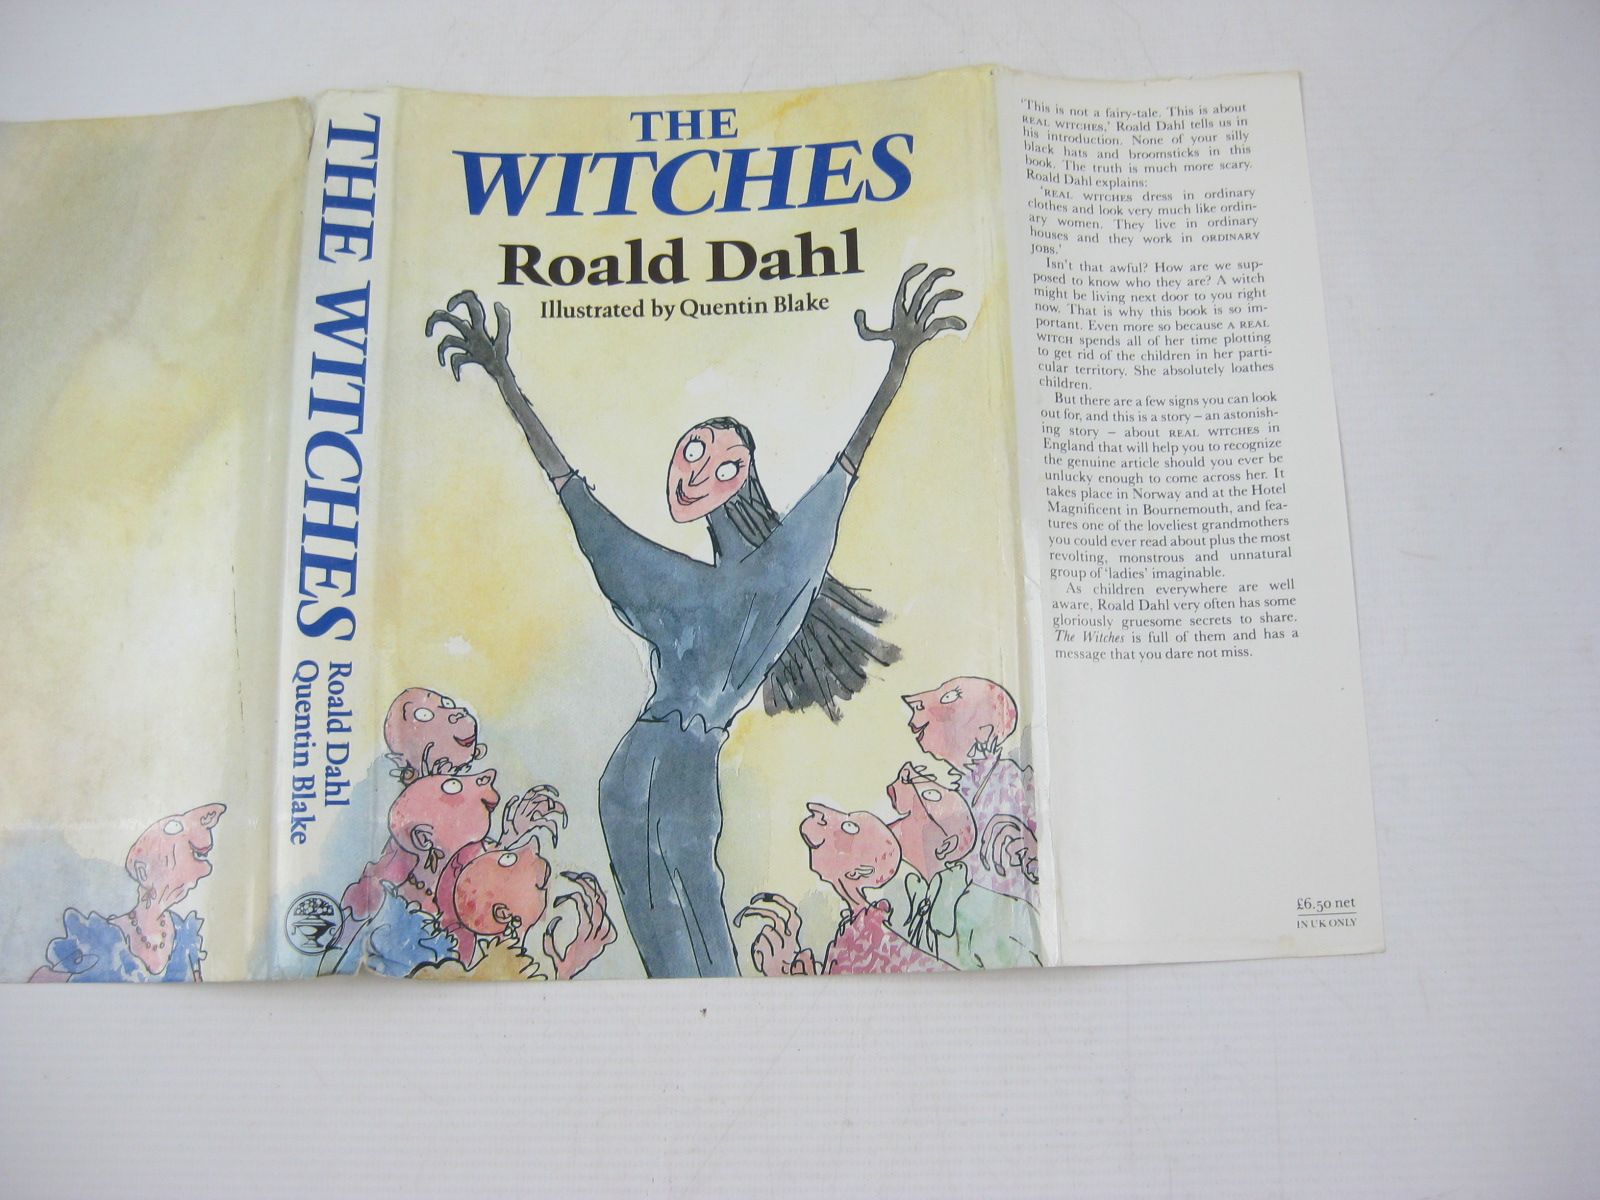 THE WITCHES
Roald Dahl
Quentin Blake
THE
WITCHES
Roald Dahl
Illustrated by Quentin Blake
'This is not a fairy-tale. This is about
REAL WITCHES,' Roald Dahl tells us in
his introduction. None of your silly
black hats and broomsticks in this
book. The truth is much more scary.
Roald Dahl explains:
'REAL WITCHES dress in ordinary
clothes and look very much like ordin-
ary women. They live in ordinary
houses and they work in ORDINARY
JOBS.'
Isn't that awful? How are we sup-
posed to know who they are? A witch
might be living next door to you right
now. That is why this book is so im-
portant. Even more so because A REAL
WITCH spends all of her time plotting
to get rid of the children in her parti-
cular territory. She absolutely loathes
children.
But there are a few signs you can look
out for, and this is a story – an astonish-
ing story – about REAL WITCHES in
England that will help you to recognize
the genuine article should you ever be
unlucky enough to come across her. It
takes place in Norway and at the Hotel
Magnificent in Bournemouth, and fea-
tures one of the loveliest grandmothers
you could ever read about plus the most
revolting, monstrous and unnatural
group of 'ladies' imaginable.
As children everywhere are well
aware, Roald Dahl very often has some
gloriously gruesome secrets to share.
The Witches is full of them and has a
message that you dare not miss.
£6.50 net
IN UK ONLY